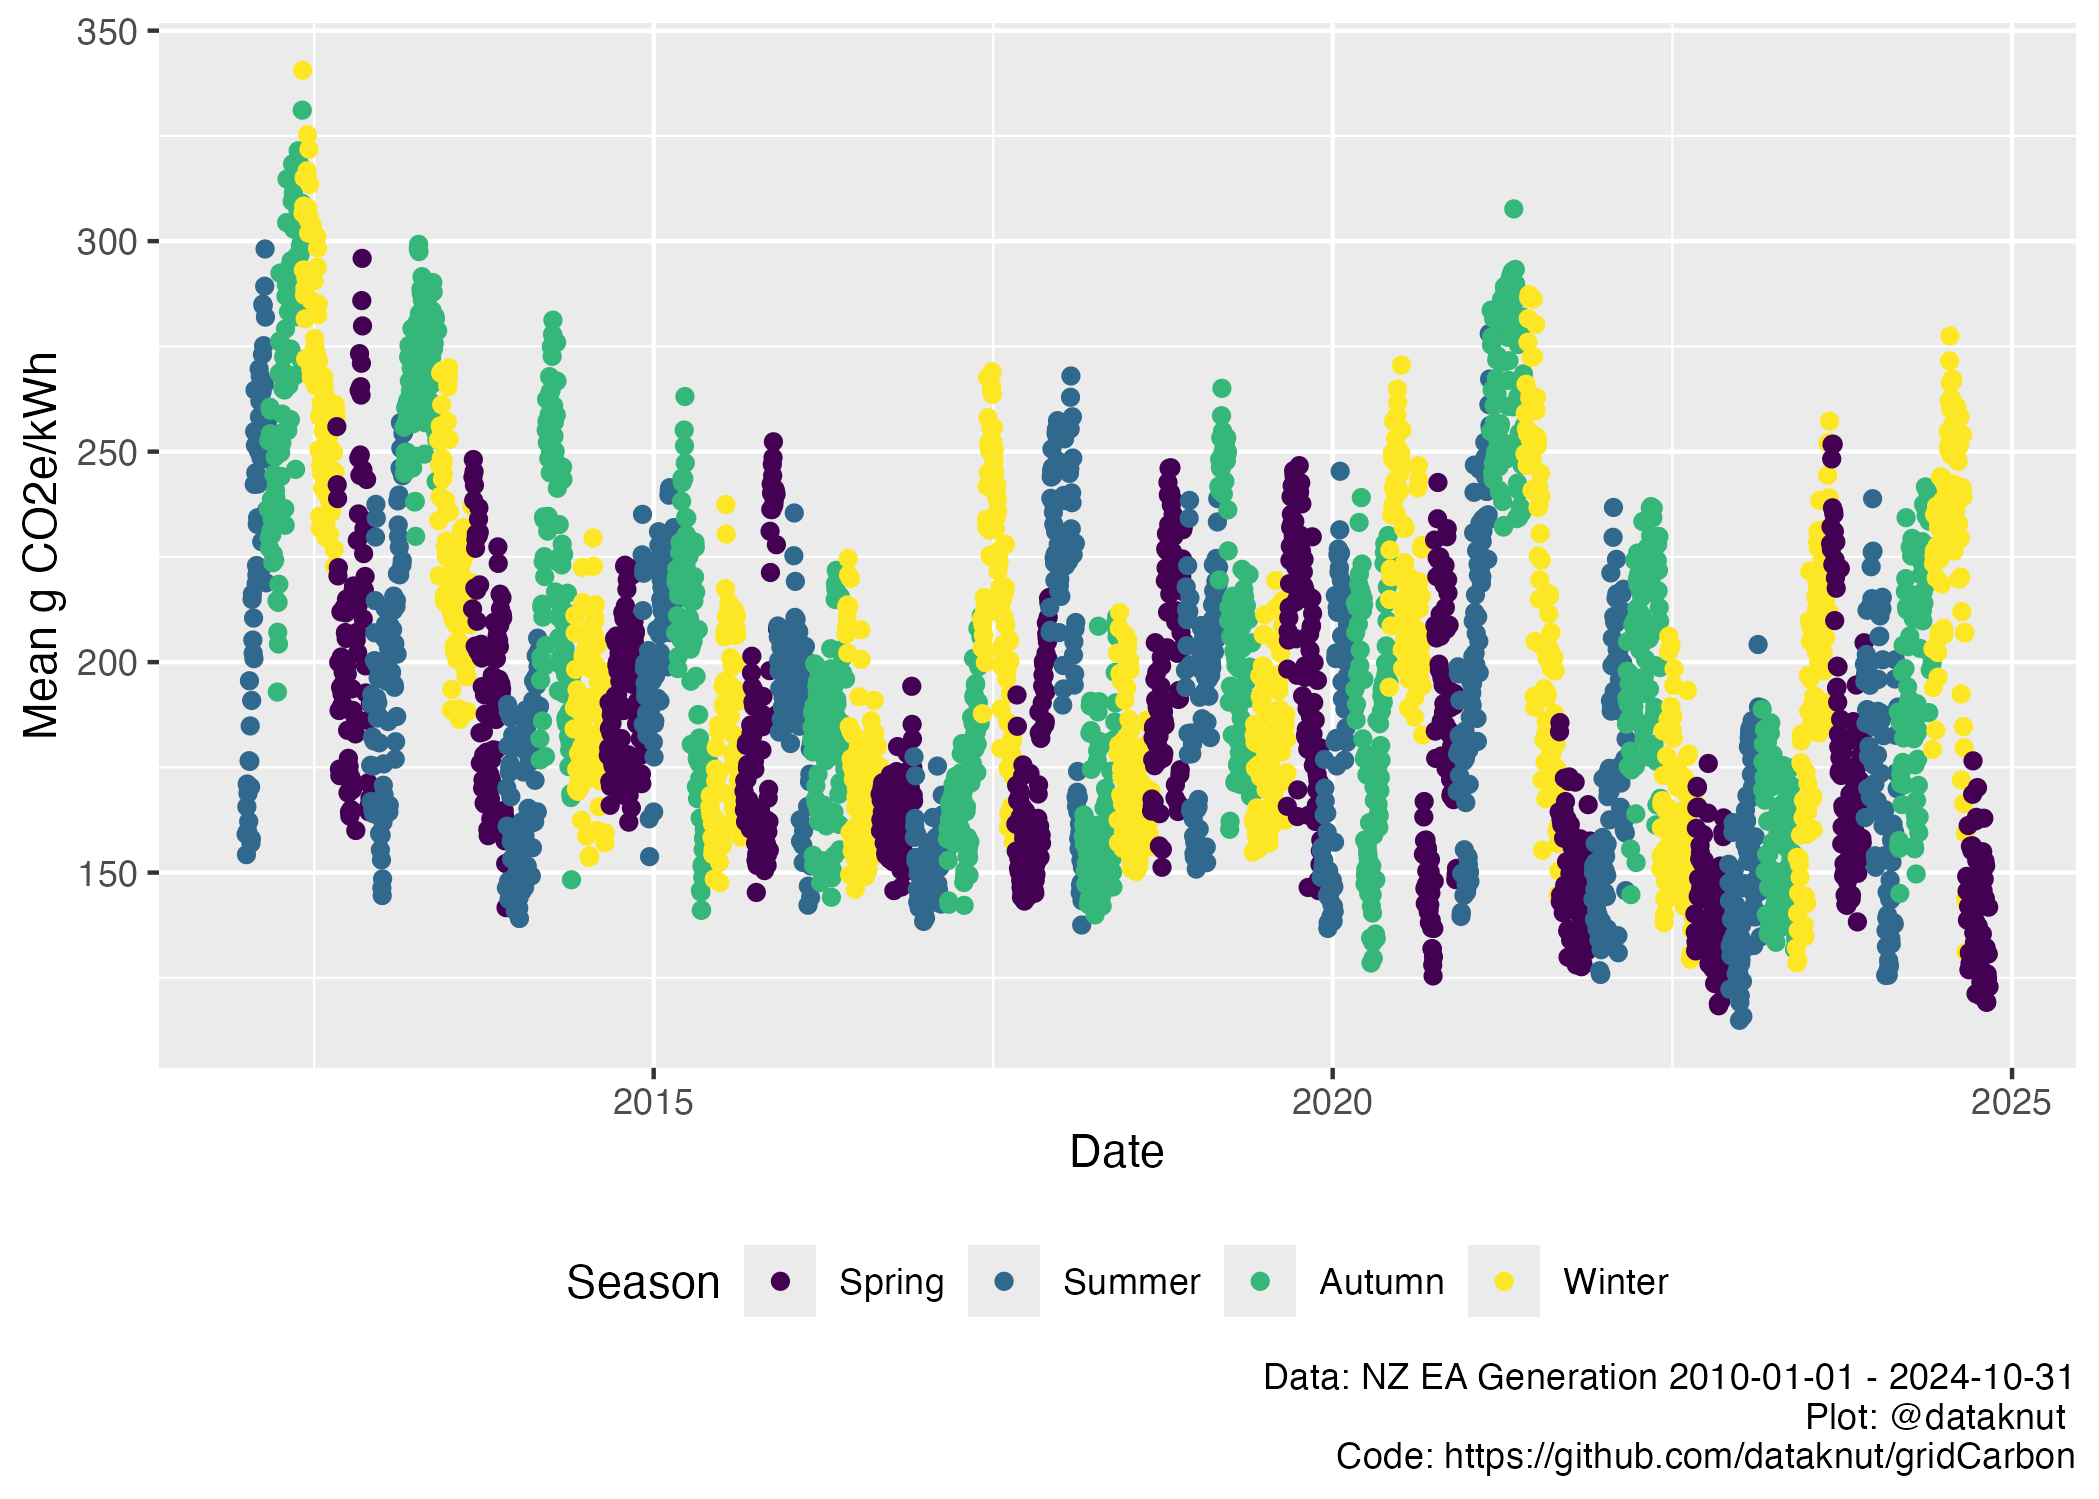 350
300
250
200
150
Mean g CO2e/kWh
2015 2020 2025
Date
Season Spring Summer Autumn Winter
Data: NZ EA Generation 2010-01-01 - 2024-10-31
Plot: @dataknut
Code: https://github.com/dataknut/gridCarbon